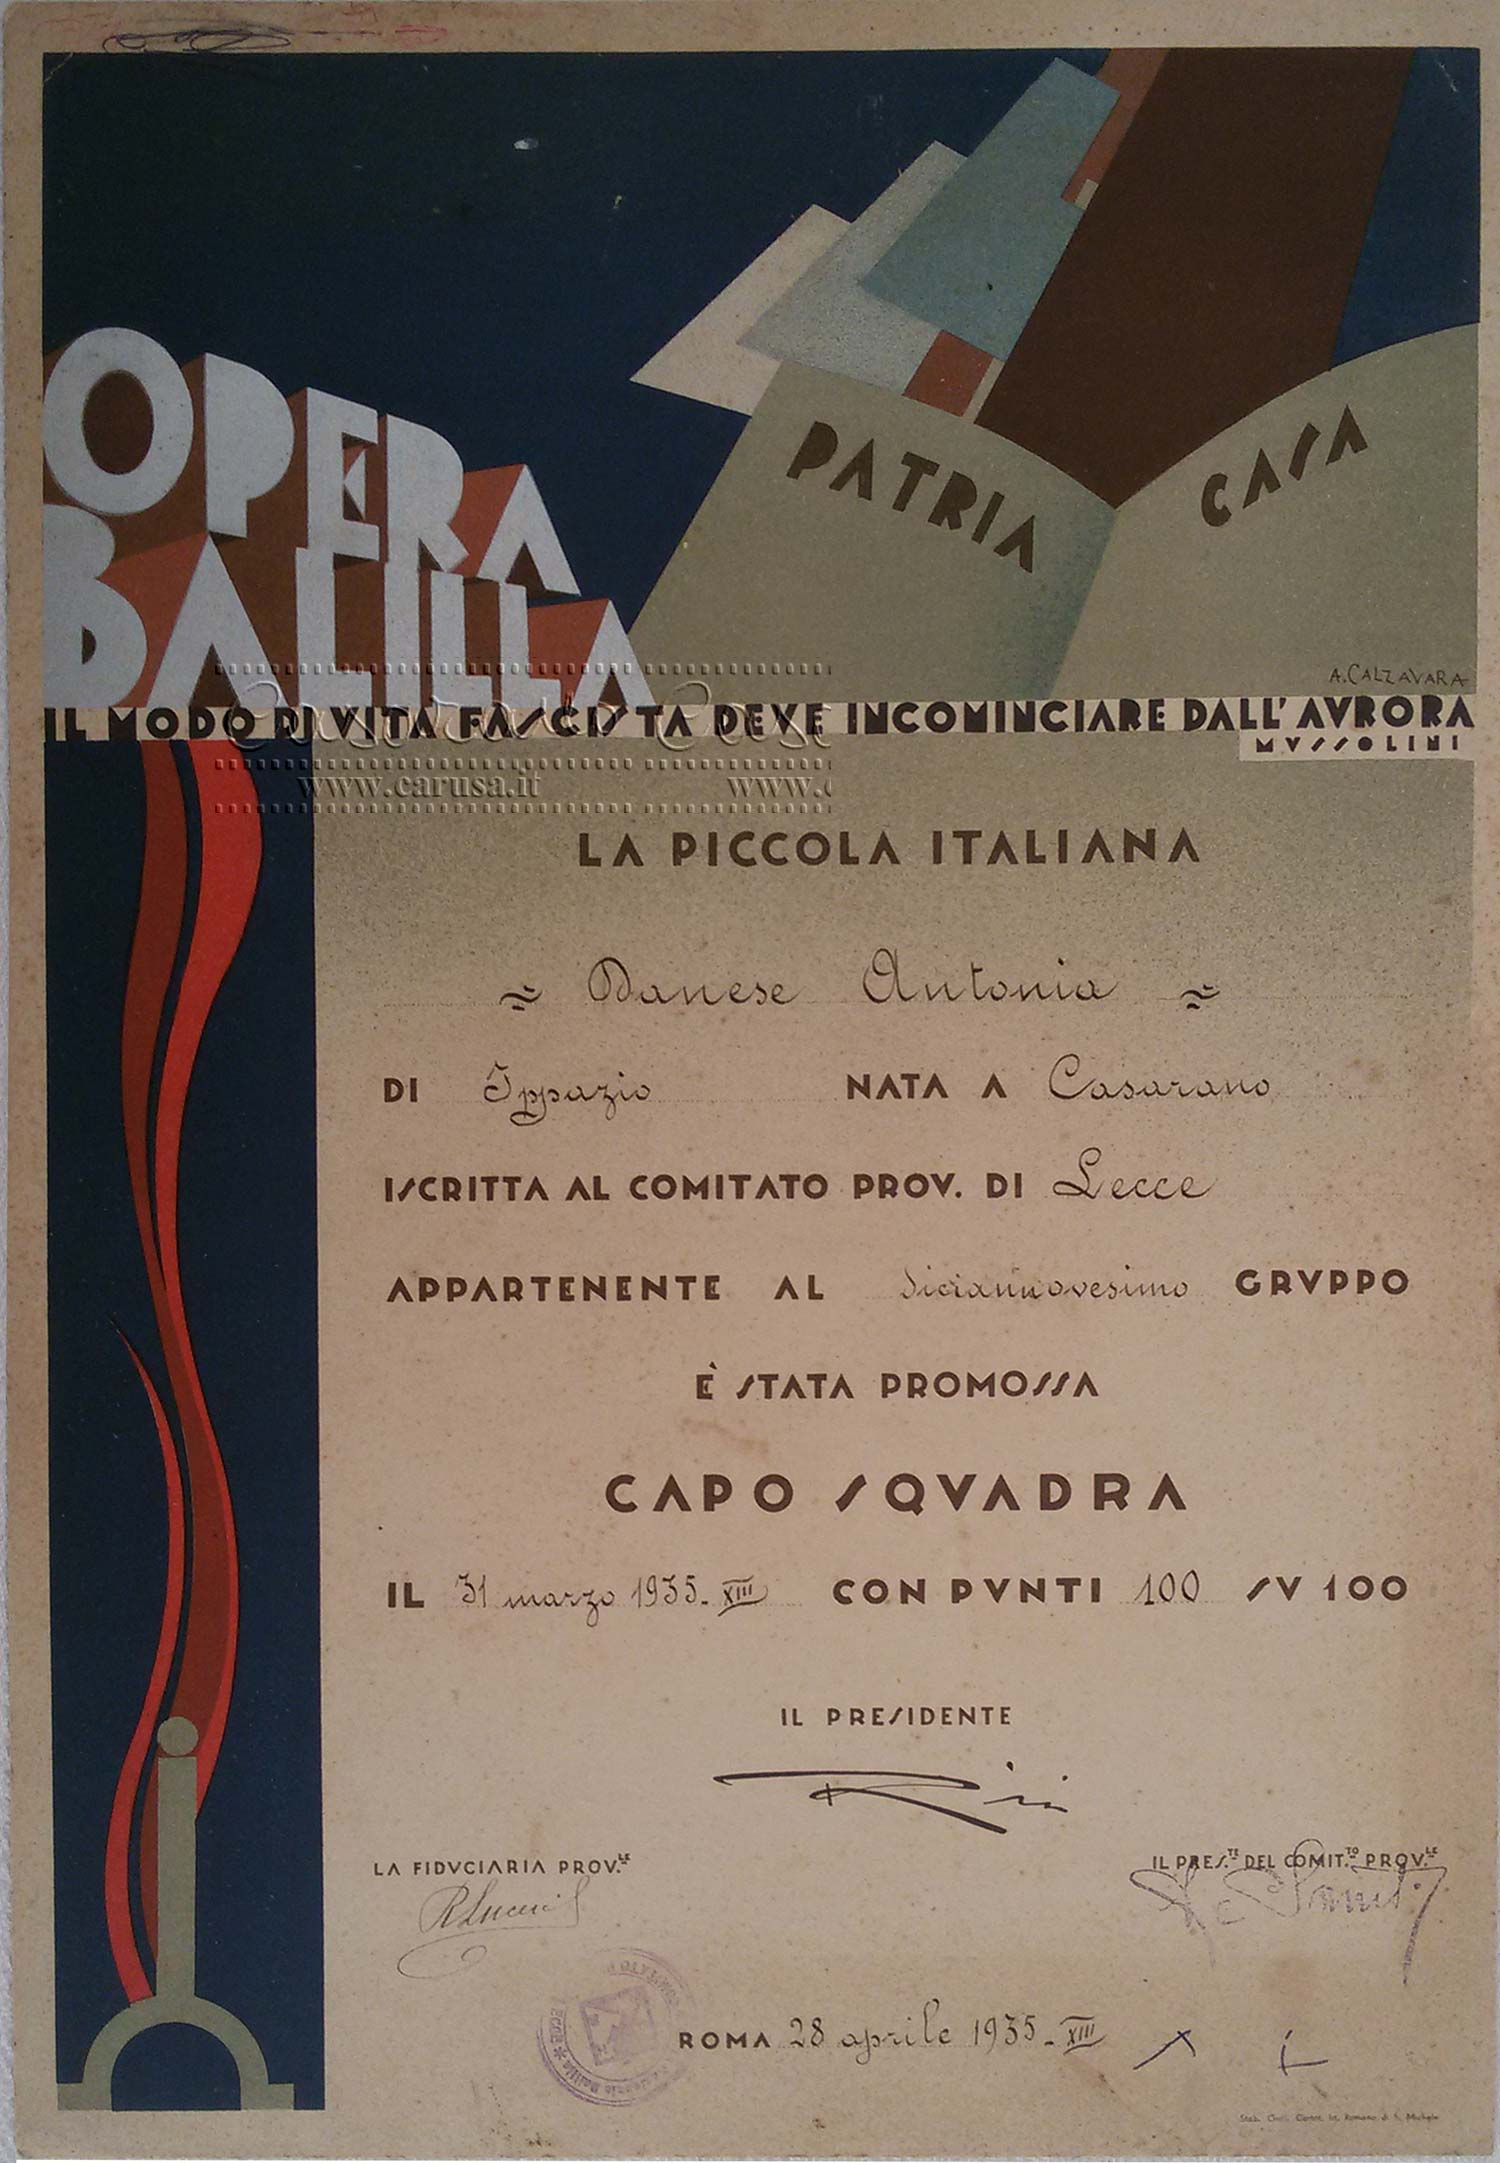 OPERA
BALILLA
PATRIA
CASA
A. CALZAVARA
IL MODO DI VITA FASCISTA DEVE INCOMINCIARE DALL'AVRORA
MVSSOLINI
www.carusa.it
www.c
LA PICCOLA ITALIANA
Danese Antonia
DI Ippazio NATA A Casarano
ISCRITTA AL COMITATO PROV. DI Lecce
APPARTENENTE AL diciannovesimo GRVPPO
È STATA PROMOSSA
CAPO SQVADRA
IL 31 marzo 1935-XIII CON PVNTI 100 SV 100
IL PRESIDENTE
LA FIDVCIARIA PROV.LE
IL PRES.TE DEL COMIT.TO PROV.LE
ROMA 28 aprile 1935-XIII